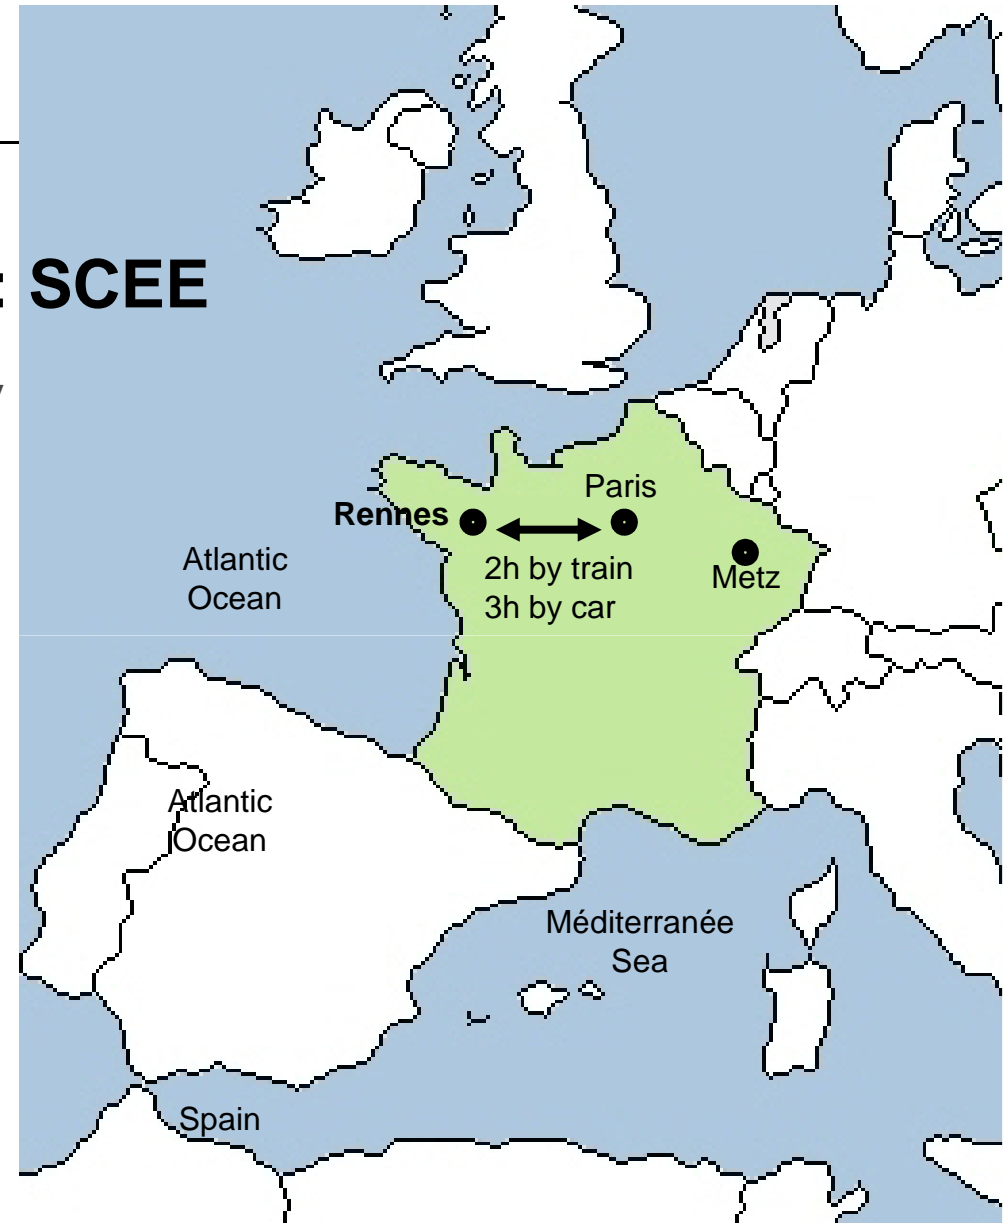 : SCEE
Paris
Rennes
Atlantic
Ocean
2h by train
3h by car
Metz
Atlantic
Ocean
Méditerranée
Sea
Spain